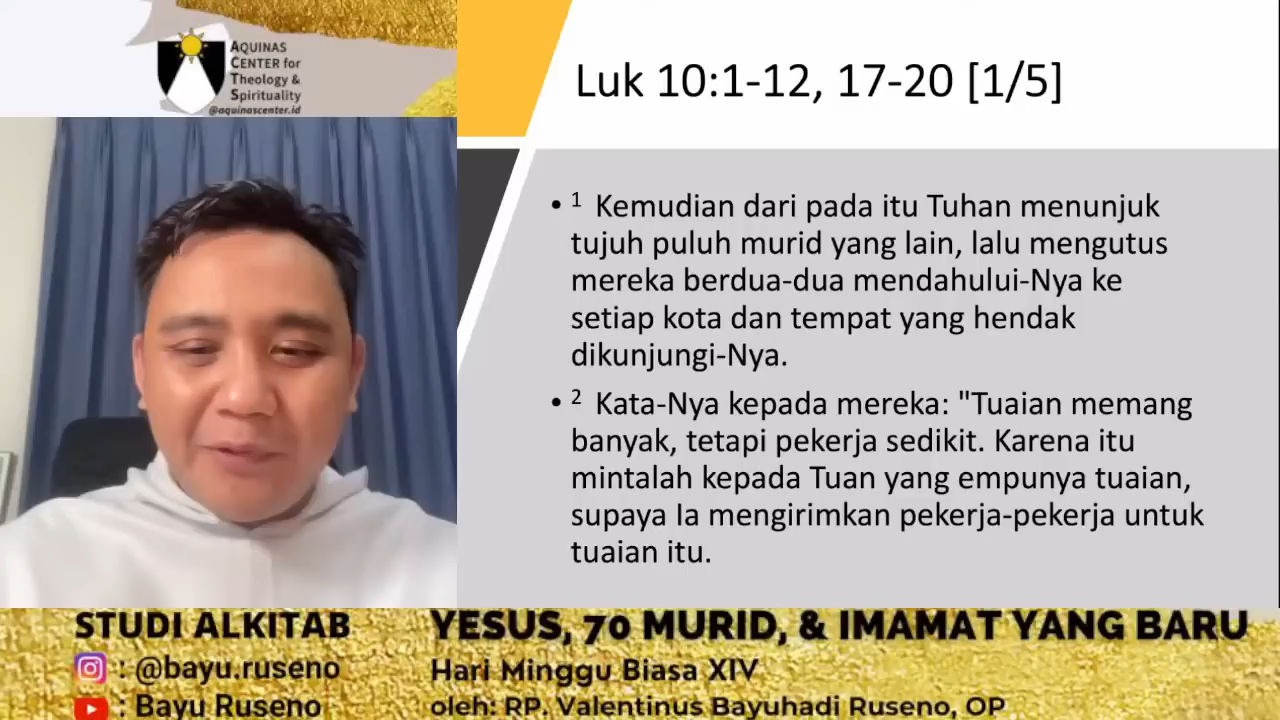 AQUINAS
CENTER for
Theology &
Spirituality
@aquinascenter.id
Luk 10:1-12, 17-20 [1/5]
• 1 Kemudian dari pada itu Tuhan menunjuk
tujuh puluh murid yang lain, lalu mengutus
mereka berdua-dua mendahului-Nya ke
setiap kota dan tempat yang hendak
dikunjungi-Nya.
• 2 Kata-Nya kepada mereka: "Tuaian memang
banyak, tetapi pekerja sedikit. Karena itu
mintalah kepada Tuan yang empunya tuaian,
supaya Ia mengirimkan pekerja-pekerja untuk
tuaian itu.
STUDI ALKITAB
: @bayu.ruseno
: Bayu Ruseno
YESUS, 70 MURID, & IMAMAT YANG BARU
Hari Minggu Biasa XIV
oleh: RP. Valentinus Bayuhadi Ruseno, OP